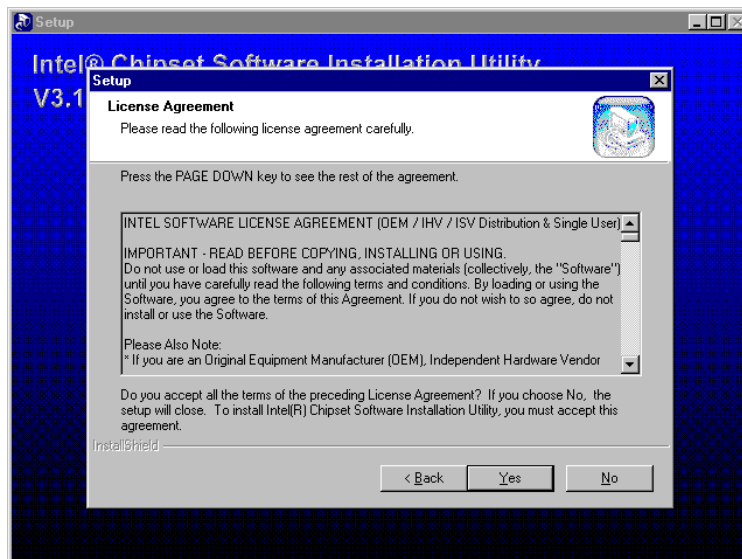 Setup
Intel® Chipset Software Installation Utility
V3.1
Setup
License Agreement
Please read the following license agreement carefully.
Press the PAGE DOWN key to see the rest of the agreement.
INTEL SOFTWARE LICENSE AGREEMENT (OEM / IHV / ISV Distribution & Single User)
IMPORTANT - READ BEFORE COPYING, INSTALLING OR USING.
Do not use or load this software and any associated materials (collectively, the "Software")
until you have carefully read the following terms and conditions. By loading or using the
Software, you agree to the terms of this Agreement. If you do not wish to so agree, do not
install or use the Software.
Please Also Note:
* If you are an Original Equipment Manufacturer (OEM), Independent Hardware Vendor
Do you accept all the terms of the preceding License Agreement? If you choose No, the
setup will close. To install Intel(R) Chipset Software Installation Utility, you must accept this
agreement.
InstallShield
< Back
Yes
No